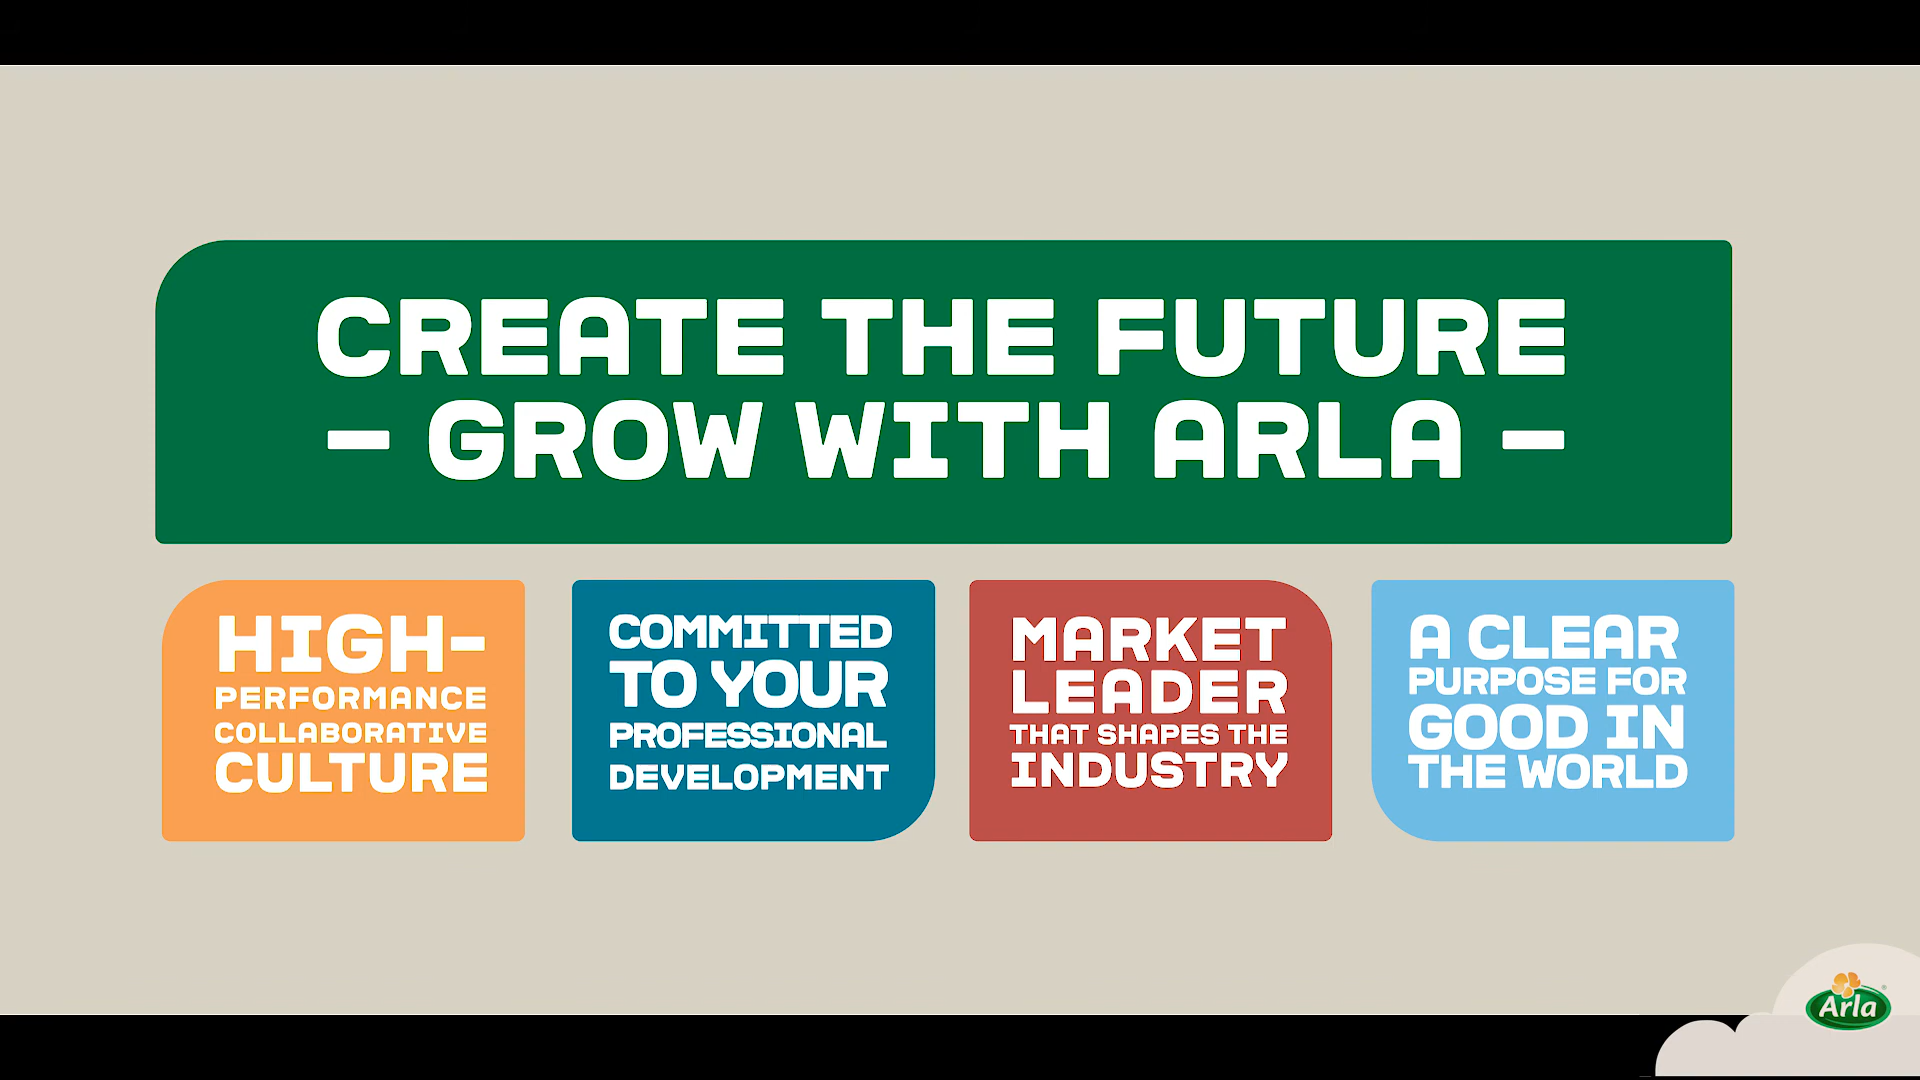 CREATE THE FUTURE
– GROW WITH ARLA –
HIGH-
PERFORMANCE
COLLABORATIVE
CULTURE
COMMITTED
TO YOUR
PROFESSIONAL
DEVELOPMENT
MARKET
LEADER
THAT SHAPES THE
INDUSTRY
A CLEAR
PURPOSE FOR
GOOD IN
THE WORLD
Arla®